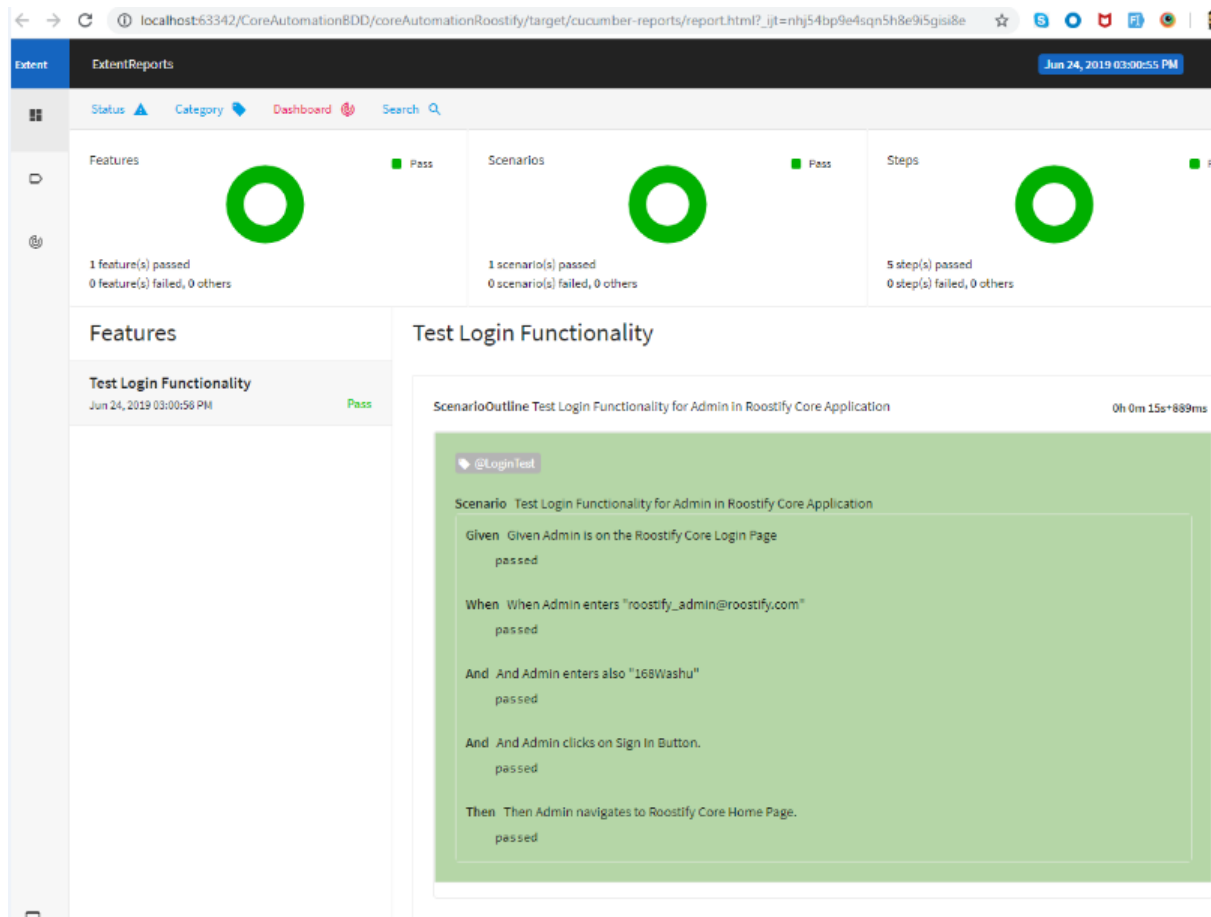 localhost:63342/CoreAutomationBDD/coreAutomationRoostify/target/cucumber-reports/report.html?_ijt=nhj54bp9e4sqn5h8e9i5gisi8e
Extent ExtentReports Jun 24, 2019 03:00:55 PM
Status Category Dashboard Search
Features Pass Scenarios Pass Steps
1 feature(s) passed 1 scenario(s) passed 5 step(s) passed
0 feature(s) failed, 0 others 0 scenario(s) failed, 0 others 0 step(s) failed, 0 others
Features
Test Login Functionality
Jun 24, 2019 03:00:56 PM Pass
Test Login Functionality
ScenarioOutline Test Login Functionality for Admin in Roostify Core Application 0h 0m 15s+889ms
@LoginTest
Scenario Test Login Functionality for Admin in Roostify Core Application
Given Given Admin is on the Roostify Core Login Page
passed
When When Admin enters "roostify_admin@roostify.com"
passed
And And Admin enters also "168Washu"
passed
And And Admin clicks on Sign In Button.
passed
Then Then Admin navigates to Roostify Core Home Page.
passed